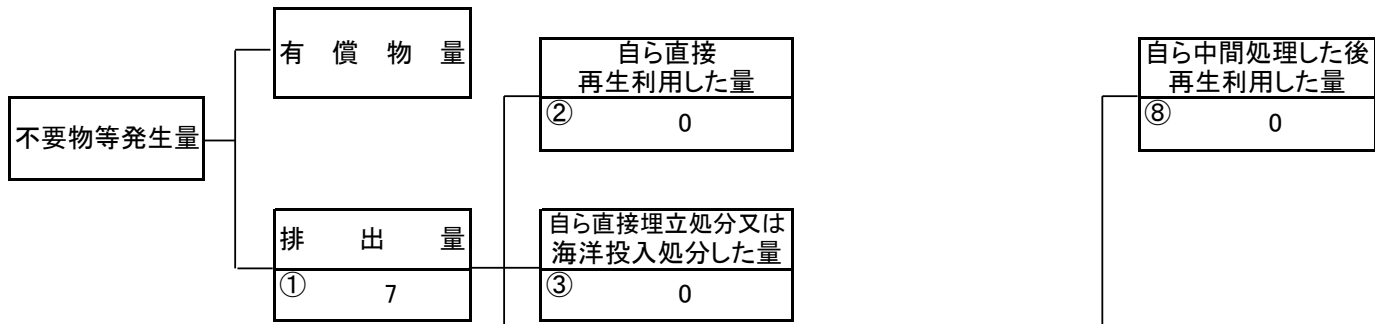 有償物量
自ら直接
再生利用した量
②
0
自ら中間処理した後
再生利用した量
⑧
0
不要物等発生量
排出量
①
7
自ら直接埋立処分又は
海洋投入処分した量
③
0